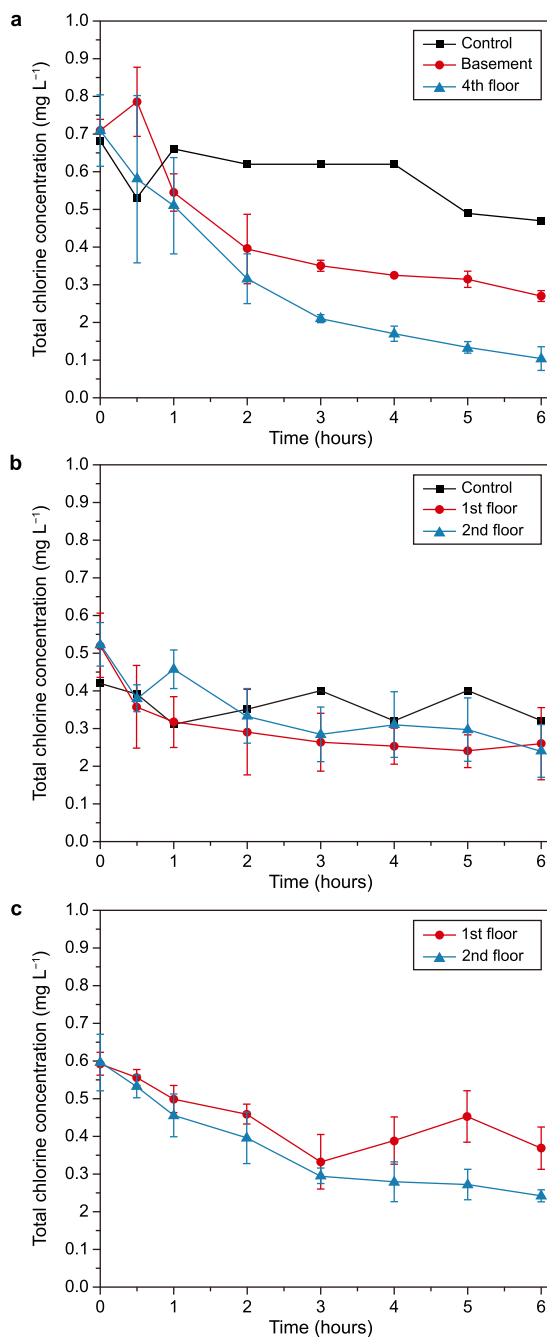 a
Total chlorine concentration (mg L⁻¹)
1.0
0.9
0.8
0.7
0.6
0.5
0.4
0.3
0.2
0.1
0.0
Control
Basement
4th floor
0 1 2 3 4 5 6
Time (hours)
b
Total chlorine concentration (mg L⁻¹)
1.0
0.9
0.8
0.7
0.6
0.5
0.4
0.3
0.2
0.1
0.0
Control
1st floor
2nd floor
0 1 2 3 4 5 6
Time (hours)
c
Total chlorine concentration (mg L⁻¹)
1.0
0.9
0.8
0.7
0.6
0.5
0.4
0.3
0.2
0.1
0.0
1st floor
2nd floor
0 1 2 3 4 5 6
Time (hours)